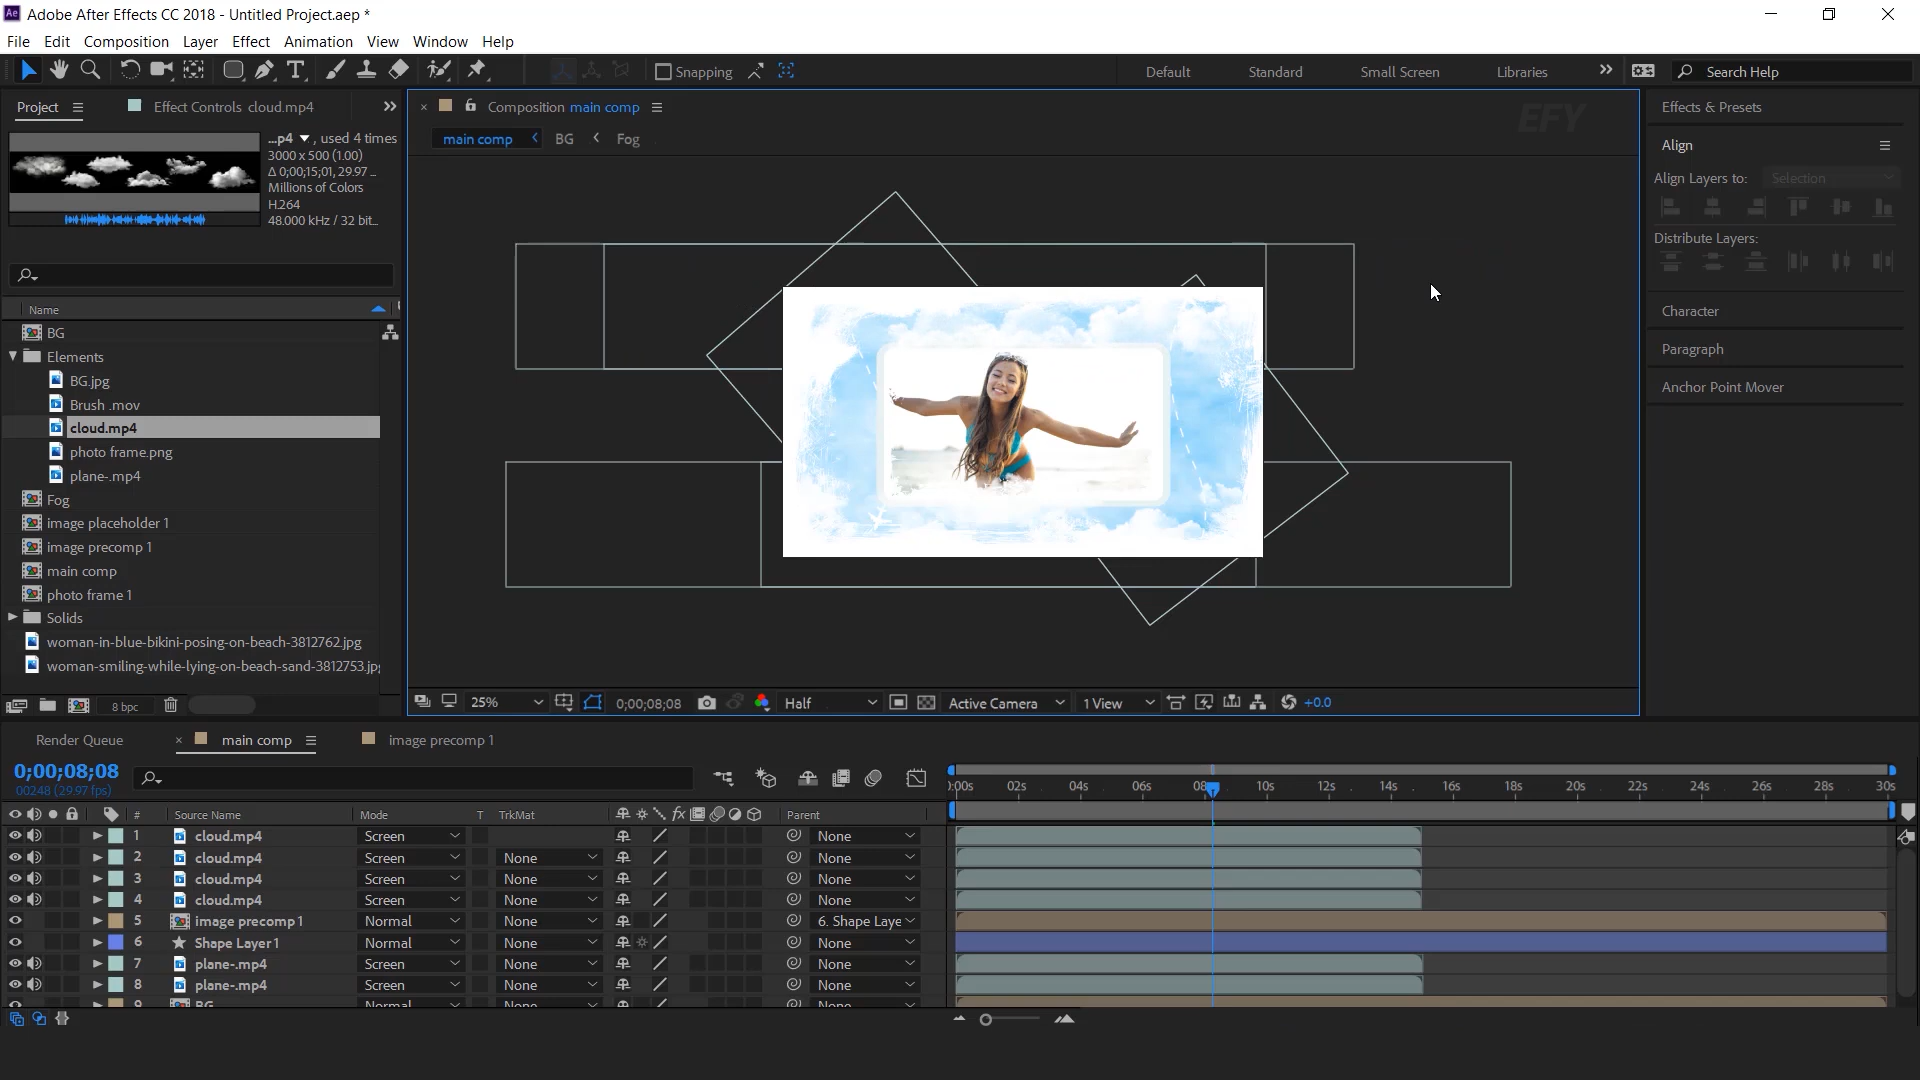 Adobe After Effects CC 2018 - Untitled Project.aep *
File Edit Composition Layer Effect Animation View Window Help
Snapping
Default Standard Small Screen Libraries
Search Help
Project
Effect Controls cloud.mp4
...p4 ▼, used 4 times
3000 x 500 (1.00)
Δ 0;00;15;01, 29.97 ...
Millions of Colors
H.264
48.000 kHz / 32 bit...
Name
BG
Elements
BG.jpg
Brush .mov
cloud.mp4
photo frame.png
plane-.mp4
Fog
image placeholder 1
image precomp 1
main comp
photo frame 1
Solids
woman-in-blue-bikini-posing-on-beach-3812762.jpg
woman-smiling-while-lying-on-beach-sand-3812753.jpg
8 bpc
Composition main comp
EFY
main comp BG Fog
25% 0;00;08;08 Half Active Camera 1 View +0.0
Effects & Presets
Align
Align Layers to: Selection
Distribute Layers:
Character
Paragraph
Anchor Point Mover
Render Queue main comp image precomp 1
0;00;08;08
00248 (29.97 fps)
0:00s 02s 04s 06s 08s 10s 12s 14s 16s 18s 20s 22s 24s 26s 28s 30s
# Source Name Mode T TrkMat fx Parent
1 cloud.mp4 Screen None
2 cloud.mp4 Screen None None
3 cloud.mp4 Screen None None
4 cloud.mp4 Screen None None
5 image precomp 1 Normal None 6. Shape Laye
6 Shape Layer 1 Normal None None
7 plane-.mp4 Screen None None
8 plane-.mp4 Screen None None
9 BG Normal None None